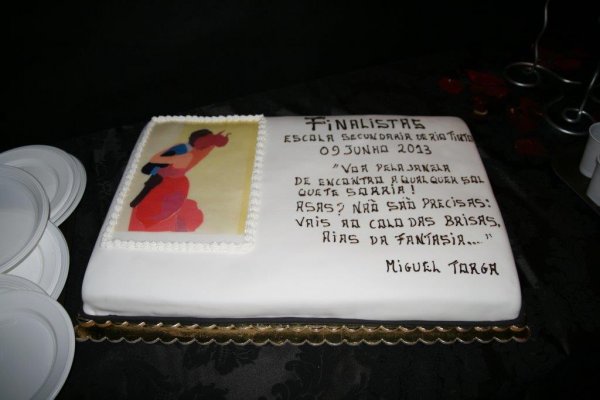 FINALISTAS
ESCOLA SECUNDARIA DE RIO TINTO
09 JUNHO 2013
"VOA PELA JANELA
DE ENCONTRO A QUALQUER SOL
QUE TE SORRIA!
ASAS? NÃO SÃO PRECISAS:
VAIS AO COLO DAS BRISAS,
AIAS DA FANTASIA..."
MIGUEL TORGA